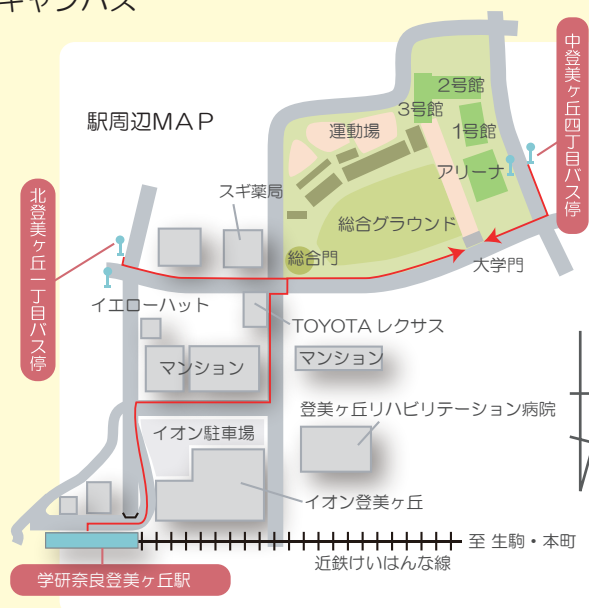 キャンパス
駅周辺MAP
中登美ヶ丘四丁目バス停
2号館
3号館
1号館
運動場
アリーナ
スギ薬局
北登美ヶ丘一丁目バス停
総合グラウンド
総合門
大学門
イエローハット
TOYOTA レクサス
マンション
マンション
登美ヶ丘リハビリテーション病院
イオン駐車場
イオン登美ヶ丘
至 生駒・本町
近鉄けいはんな線
学研奈良登美ヶ丘駅